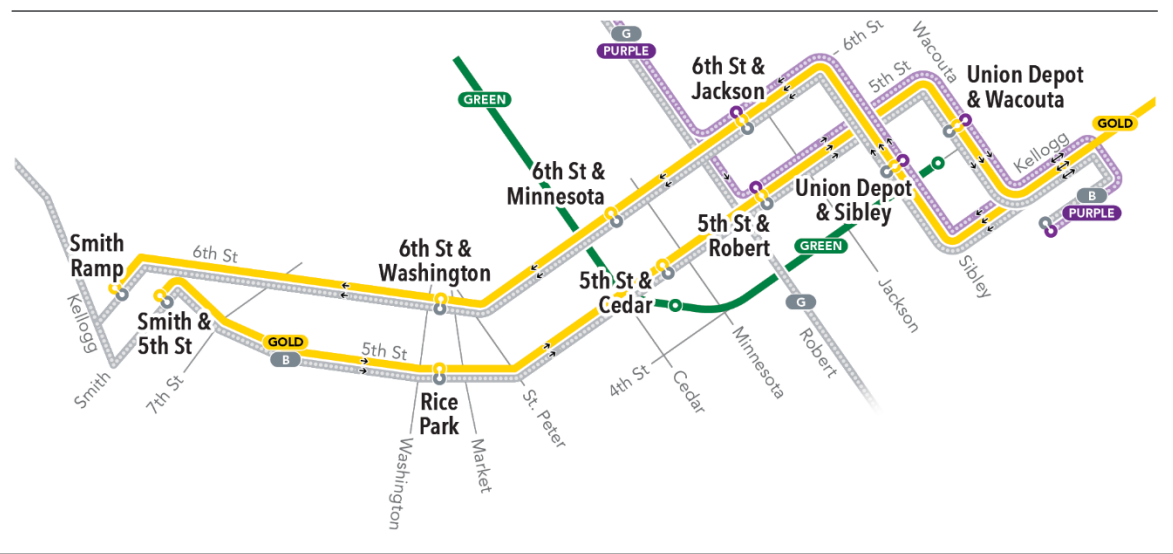 G
PURPLE
6th St
Wacouta
5th St
6th St &
Jackson
Union Depot
& Wacouta
GREEN
GOLD
Kellogg
6th St &
Minnesota
Union Depot
& Sibley
B
PURPLE
5th St &
Robert
GREEN
Smith
Ramp
6th St
6th St &
Washington
5th St &
Cedar
Sibley
Jackson
G
Kellogg
Smith &
5th St
GOLD
B
5th St
Minnesota
Robert
4th St
Cedar
Smith
7th St
Rice
Park
St. Peter
Market
Washington